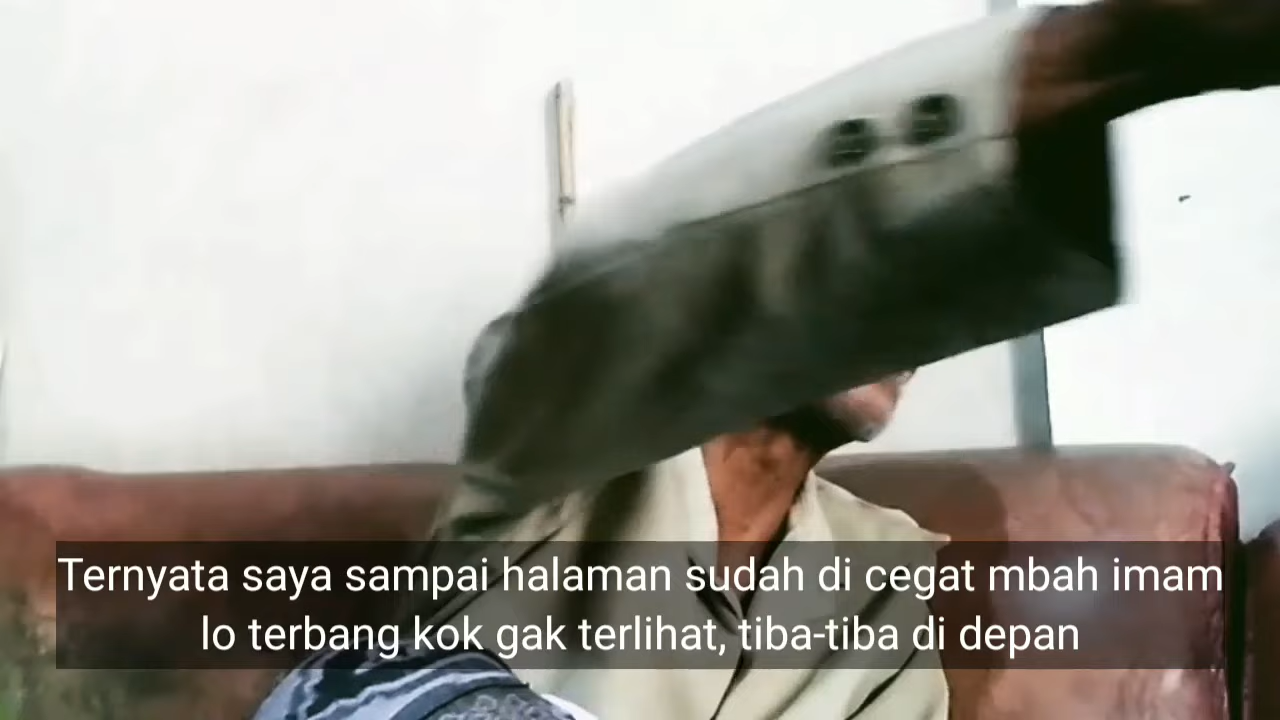 Ternyata saya sampai halaman sudah di cegat mbah imam
lo terbang kok gak terlihat, tiba-tiba di depan